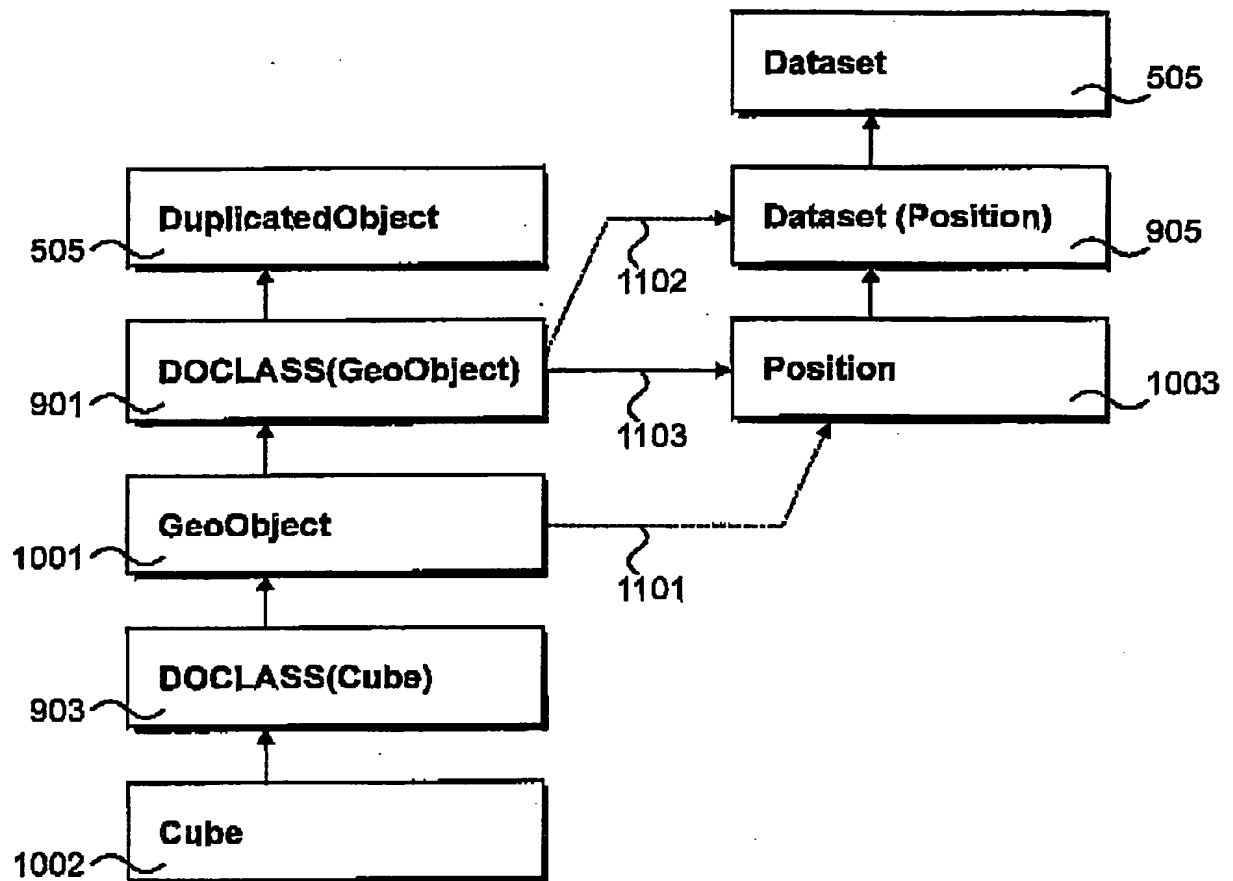 Dataset
505
DuplicatedObject
505
Dataset (Position)
905
1102
DOCLASS(GeoObject)
901
Position
1003
1103
GeoObject
1001
1101
DOCLASS(Cube)
903
Cube
1002